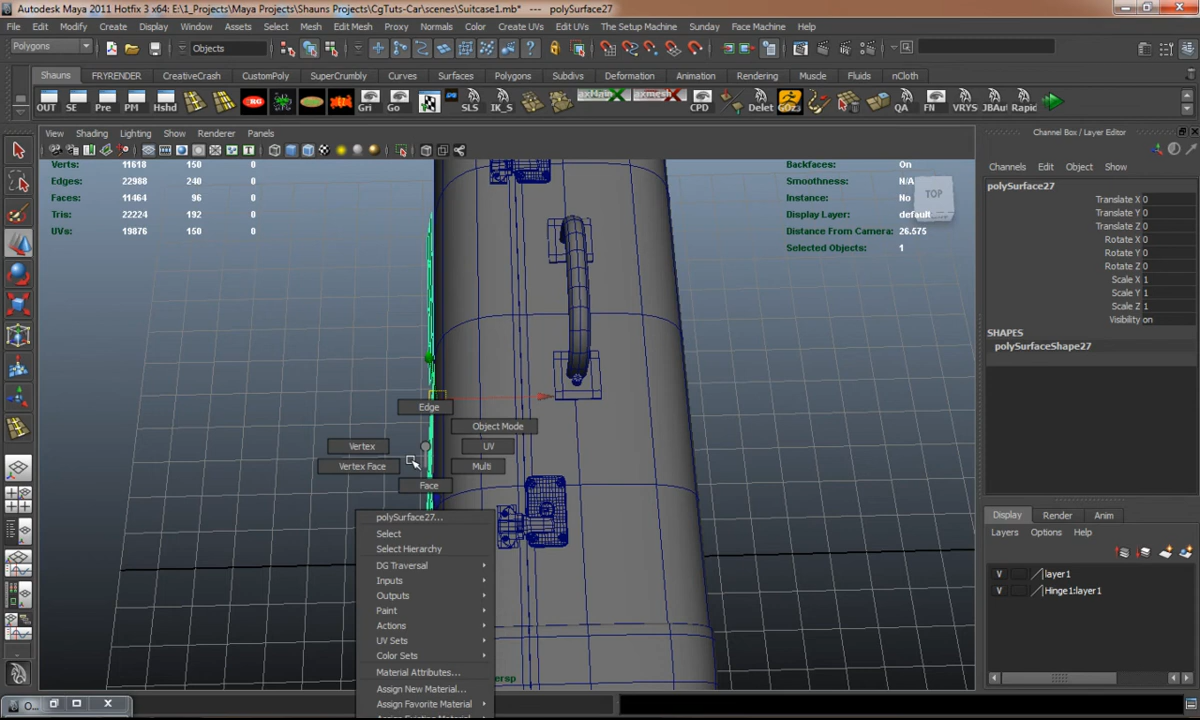 Autodesk Maya 2011 Hotfix 3 x64: E:\1_Projects\Maya Projects\Shauns Projects\CgTuts-Car\scenes\Suitcase1.mb* --- polySurface27...
File Edit Modify Create Display Window Assets Select Mesh Edit Mesh Proxy Normals Color Create UVs Edit UVs The Setup Machine Sunday Face Machine Help
Polygons Objects
Shauns FRYRENDER CreativeCrash CustomPoly SuperCrumbly Curves Surfaces Polygons Subdivs Deformation Animation Rendering Muscle Fluids nCloth
OUT SE Pre PM Hshd RG Gri Go SLS IK_S axMain axmesh CPD Delet GOz3 QA FN VRYS JBAut Rapic
View Shading Lighting Show Renderer Panels
Channel Box / Layer Editor
Channels Edit Object Show
Verts: 11618 150 0
Edges: 22988 240 0
Faces: 11464 96 0
Tris: 22224 192 0
UVs: 19876 150 0
Backfaces: On
Smoothness: N/A
Instance: No
Display Layer: default
Distance From Camera: 26.575
Selected Objects: 1
TOP
polySurface27
Translate X 0
Translate Y 0
Translate Z 0
Rotate X 0
Rotate Y 0
Rotate Z 0
Scale X 1
Scale Y 1
Scale Z 1
Visibility on
SHAPES
polySurfaceShape27
Edge
Object Mode
Vertex UV
Vertex Face Multi
Face
polySurface27...
Select
Select Hierarchy
DG Traversal
Inputs
Outputs
Paint
Actions
UV Sets
Color Sets
Material Attributes...
Assign New Material...
Assign Favorite Material
persp
Display Render Anim
Layers Options Help
V layer1
V Hinge1:layer1
O...